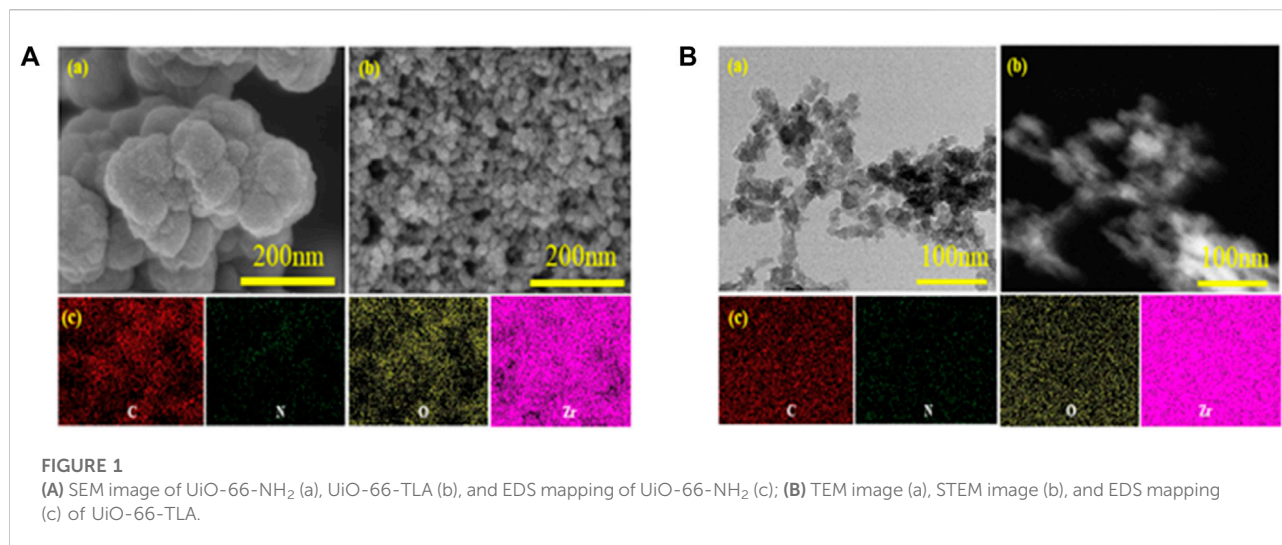 A
(a)
(b)
200nm
200nm
(c)
C
N
O
Zr
B
(a)
(b)
100nm
100nm
(c)
C
N
O
Zr
FIGURE 1
(A) SEM image of UiO-66-NH₂ (a), UiO-66-TLA (b), and EDS mapping of UiO-66-NH₂ (c); (B) TEM image (a), STEM image (b), and EDS mapping
(c) of UiO-66-TLA.